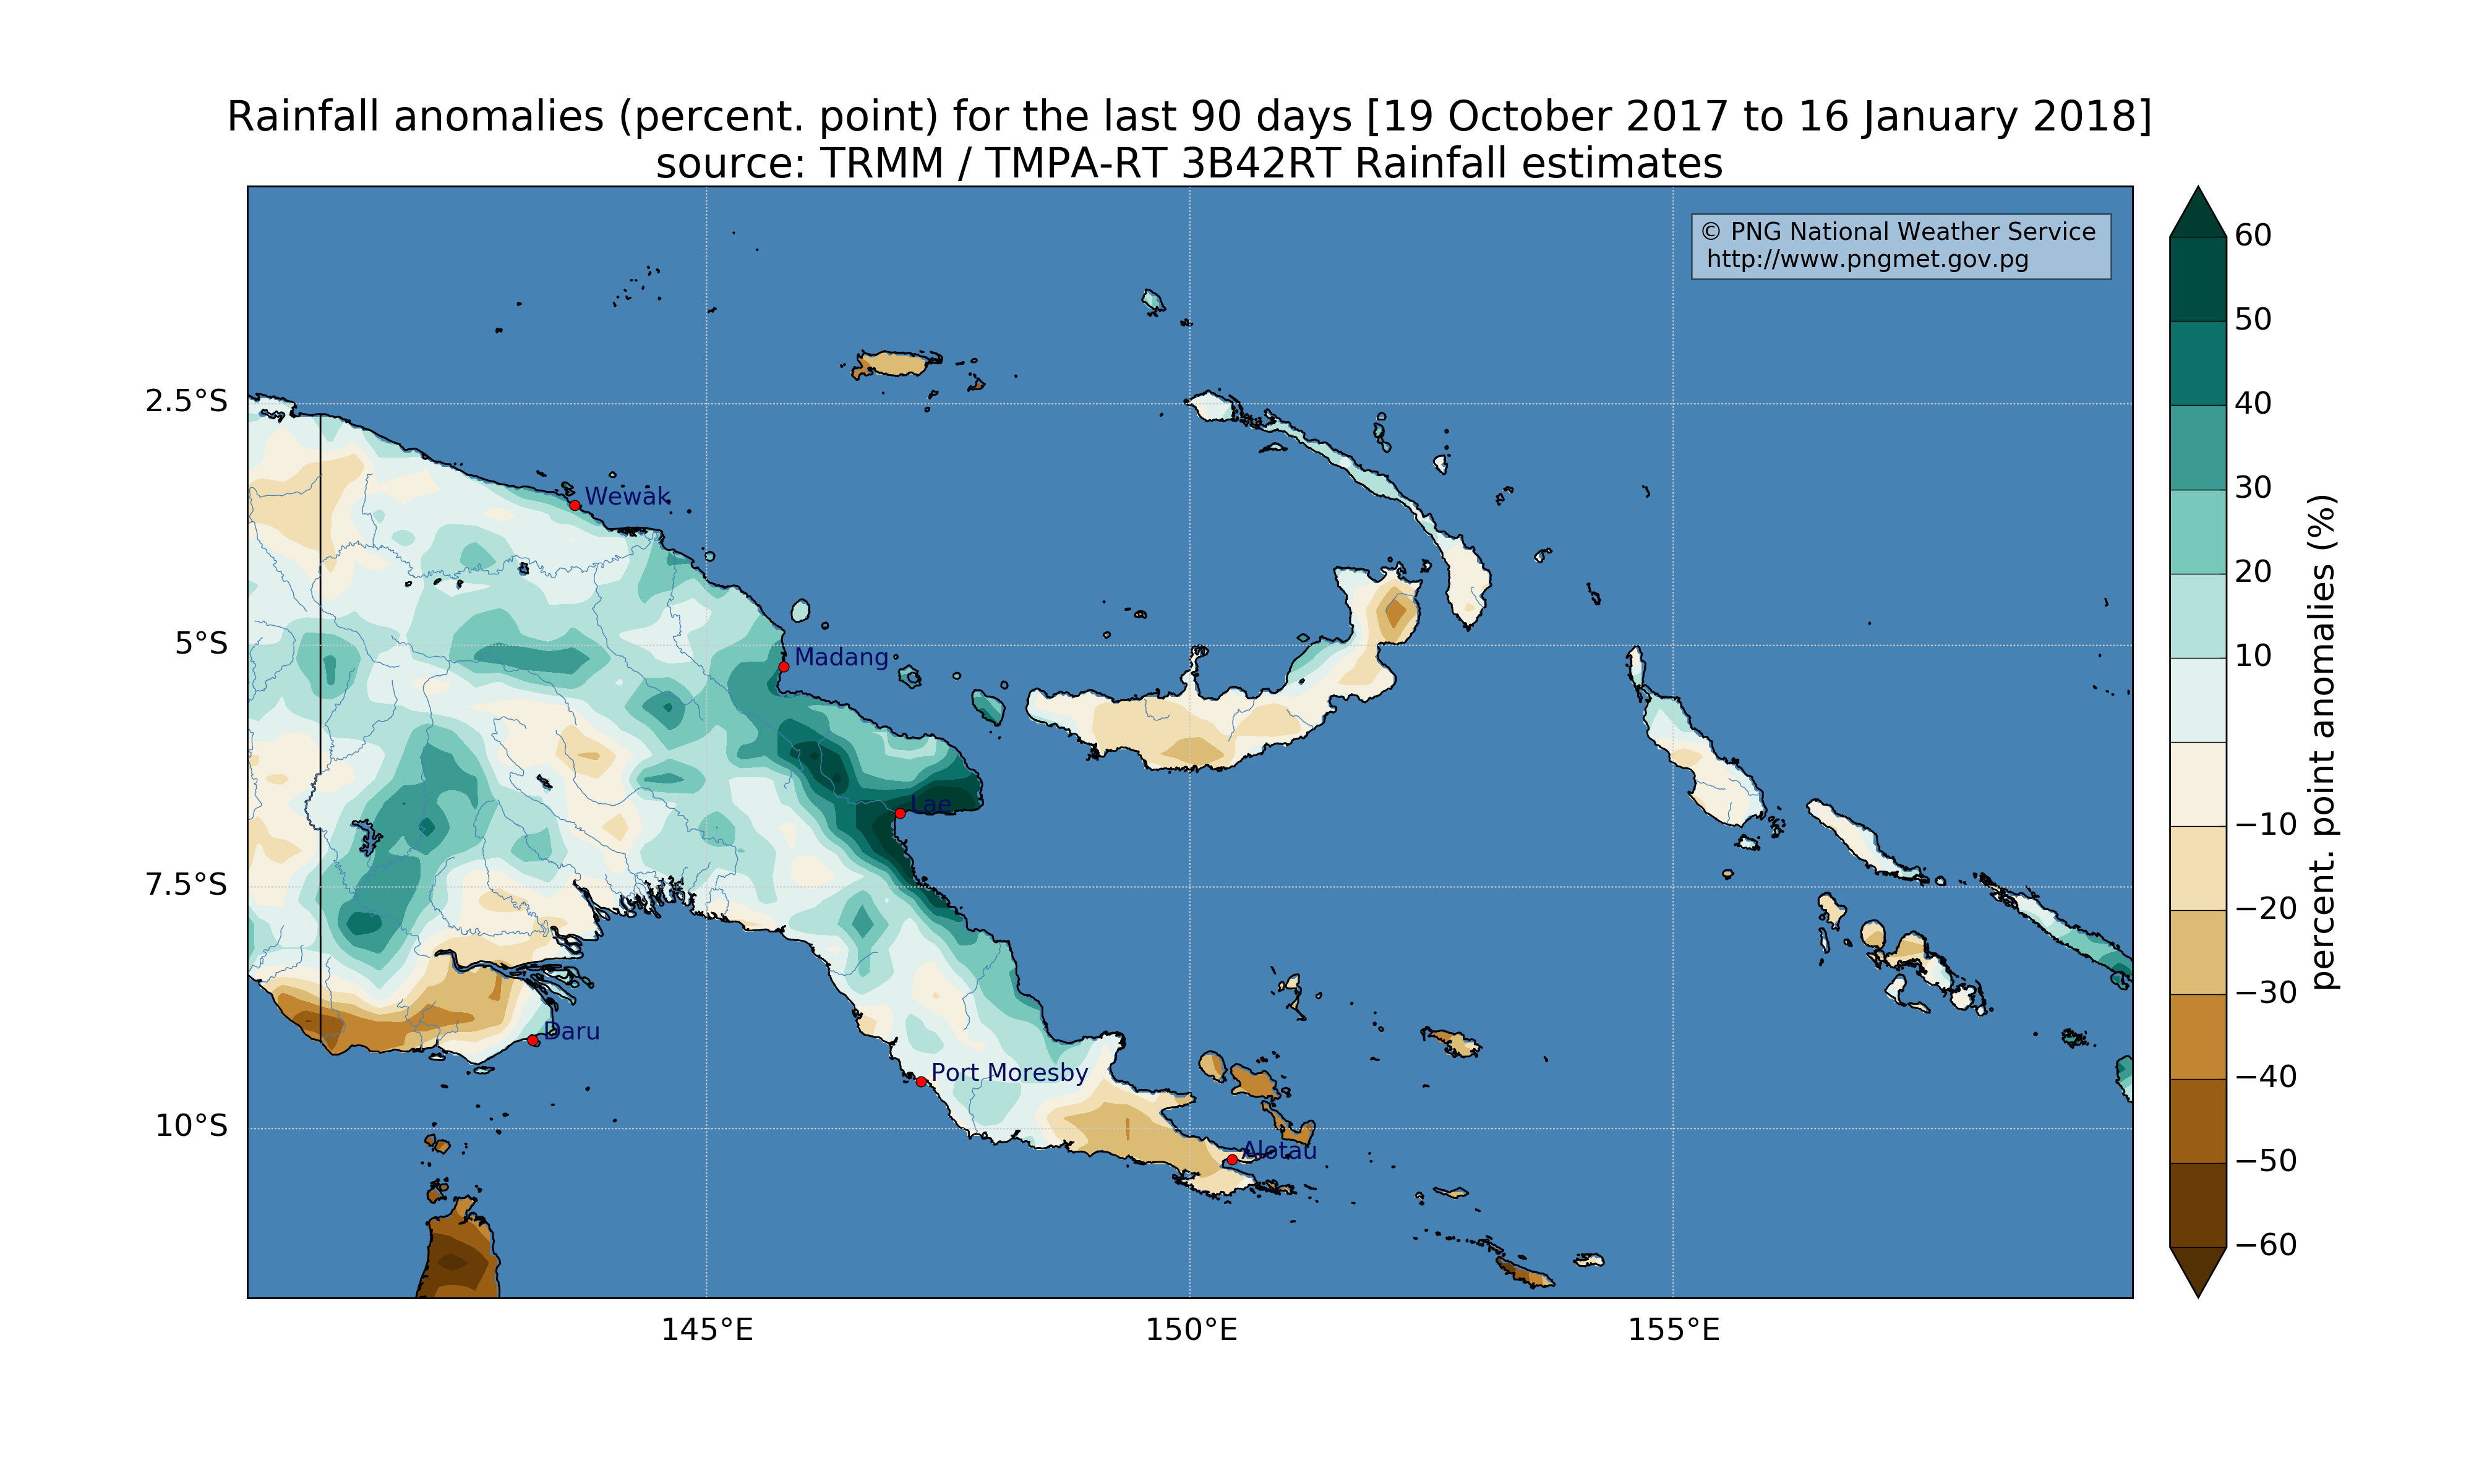 Rainfall anomalies (percent. point) for the last 90 days [19 October 2017 to 16 January 2018]
source: TRMM / TMPA-RT 3B42RT Rainfall estimates
© PNG National Weather Service
http://www.pngmet.gov.pg
2.5°S
5°S
7.5°S
10°S
Wewak
Madang
Lae
Daru
Port Moresby
Alotau
145°E
150°E
155°E
60
50
40
30
20
10
−10
−20
−30
−40
−50
−60
percent. point anomalies (%)